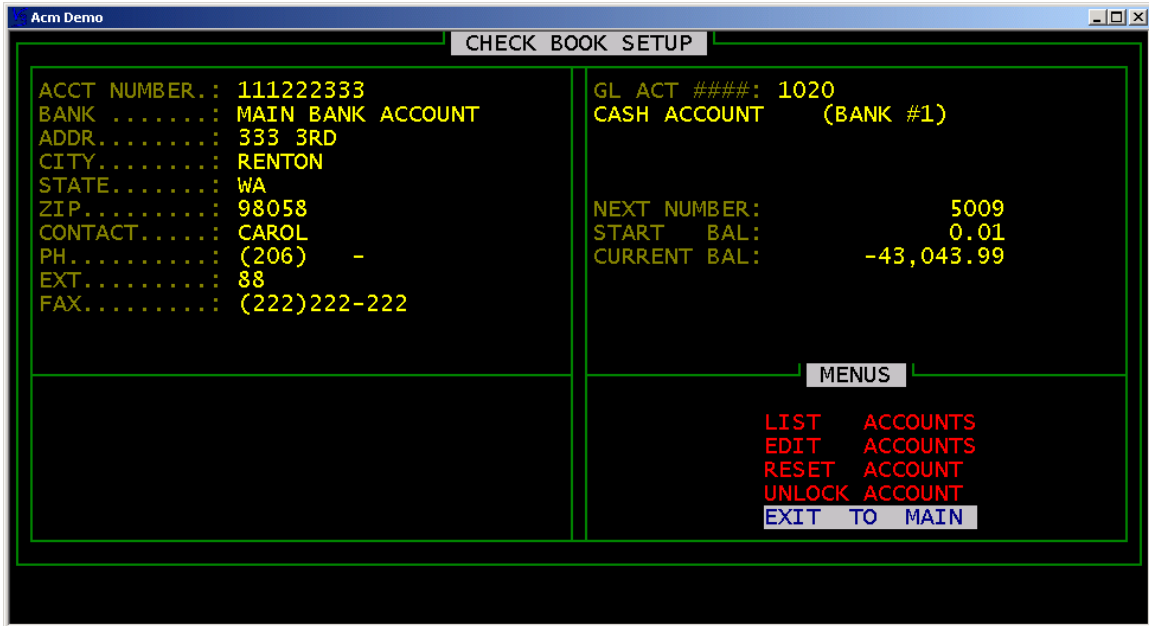 Acm Demo
CHECK BOOK SETUP
ACCT NUMBER.: 111222333
BANK .......: MAIN BANK ACCOUNT
ADDR........: 333 3RD
CITY........: RENTON
STATE.......: WA
ZIP.........: 98058
CONTACT.....: CAROL
PH..........: (206)   -
EXT.........: 88
FAX.........: (222)222-222
GL ACT ####: 1020
CASH ACCOUNT    (BANK #1)
NEXT NUMBER: 5009
START   BAL: 0.01
CURRENT BAL: -43,043.99
MENUS
LIST   ACCOUNTS
EDIT   ACCOUNTS
RESET  ACCOUNT
UNLOCK ACCOUNT
EXIT  TO  MAIN